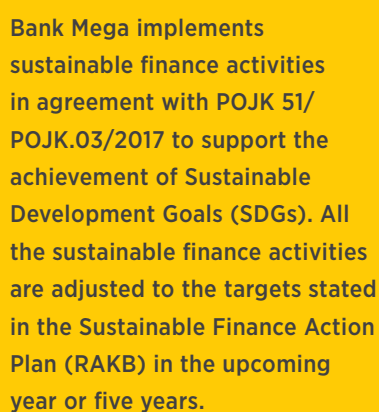 Bank Mega implements
sustainable finance activities
in agreement with POJK 51/
POJK.03/2017 to support the
achievement of Sustainable
Development Goals (SDGs). All
the sustainable finance activities
are adjusted to the targets stated
in the Sustainable Finance Action
Plan (RAKB) in the upcoming
year or five years.